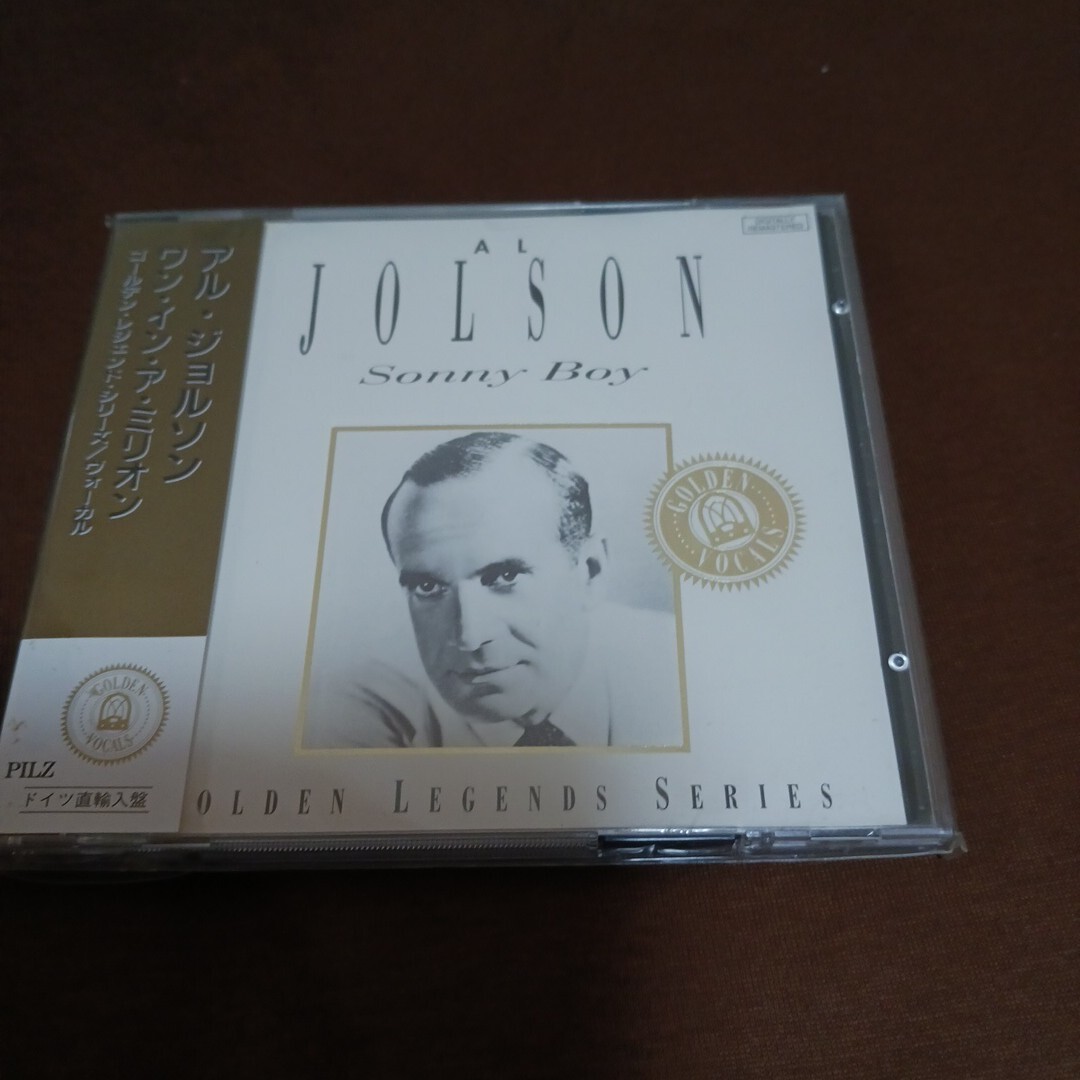 アル・ジョルソン
ワン・イン・ア・ミリオン
ゴールデン・レジェンド・シリーズ/ヴォーカル
GOLDEN
VOCALS
PILZ
ドイツ直輸入盤
DIGITALLY
REMASTERED
AL
JOLSON
Sonny Boy
GOLDEN
VOCALS
OLDEN LEGENDS SERIES